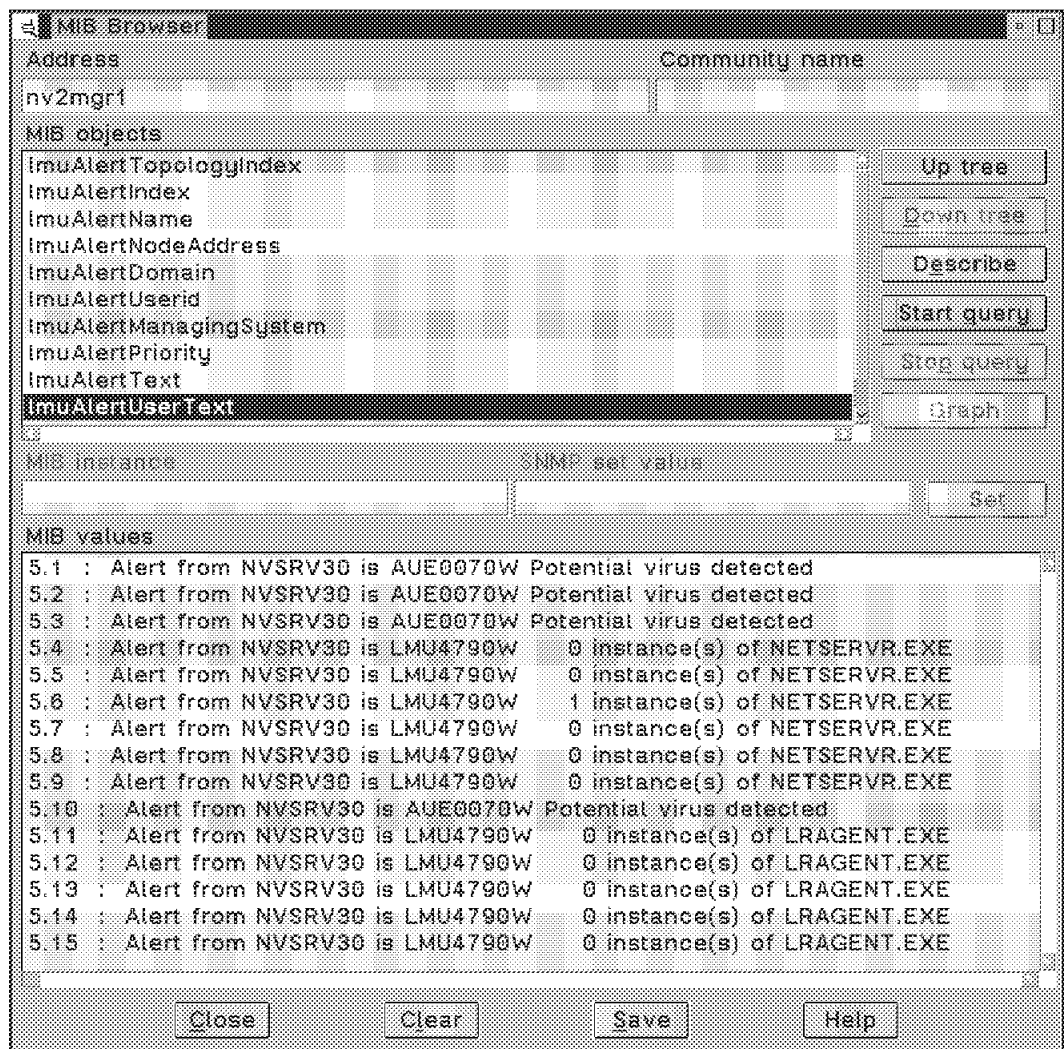 MIB Browser
Address Community name
nv2mgr1
MIB objects
lmuAlertTopologyIndex
lmuAlertIndex
lmuAlertName
lmuAlertNodeAddress
lmuAlertDomain
lmuAlertUserid
lmuAlertManagingSystem
lmuAlertPriority
lmuAlertText
lmuAlertUserText
Up tree
Down tree
Describe
Start query
Stop query
Graph
MIB instance SNMP set value
Set
MIB values
5.1 : Alert from NVSRV30 is AUE0070W Potential virus detected
5.2 : Alert from NVSRV30 is AUE0070W Potential virus detected
5.3 : Alert from NVSRV30 is AUE0070W Potential virus detected
5.4 : Alert from NVSRV30 is LMU4790W 0 instance(s) of NETSERVR.EXE
5.5 : Alert from NVSRV30 is LMU4790W 0 instance(s) of NETSERVR.EXE
5.6 : Alert from NVSRV30 is LMU4790W 1 instance(s) of NETSERVR.EXE
5.7 : Alert from NVSRV30 is LMU4790W 0 instance(s) of NETSERVR.EXE
5.8 : Alert from NVSRV30 is LMU4790W 0 instance(s) of NETSERVR.EXE
5.9 : Alert from NVSRV30 is LMU4790W 0 instance(s) of NETSERVR.EXE
5.10 : Alert from NVSRV30 is AUE0070W Potential virus detected
5.11 : Alert from NVSRV30 is LMU4790W 0 instance(s) of LRAGENT.EXE
5.12 : Alert from NVSRV30 is LMU4790W 0 instance(s) of LRAGENT.EXE
5.13 : Alert from NVSRV30 is LMU4790W 0 instance(s) of LRAGENT.EXE
5.14 : Alert from NVSRV30 is LMU4790W 0 instance(s) of LRAGENT.EXE
5.15 : Alert from NVSRV30 is LMU4790W 0 instance(s) of LRAGENT.EXE
Close Clear Save Help